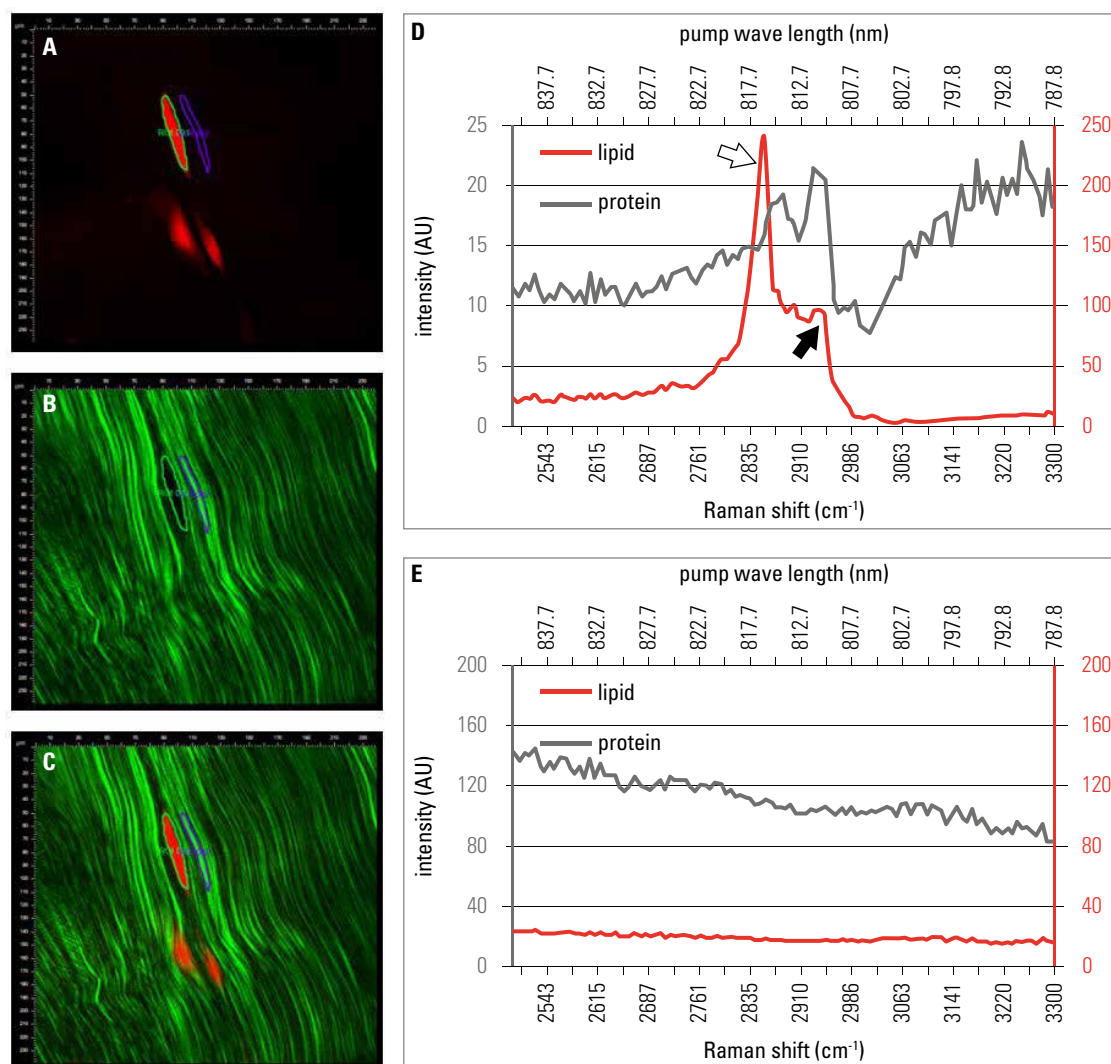 A
B
C
D
pump wave length (nm)
837.7 832.7 827.7 822.7 817.7 812.7 807.7 802.7 797.8 792.8 787.8
25 250
20 200
15 150
10 100
5 50
0 0
lipid
protein
intensity (AU)
2543 2615 2687 2761 2835 2910 2986 3063 3141 3220 3300
Raman shift (cm-1)
E
pump wave length (nm)
837.7 832.7 827.7 822.7 817.7 812.7 807.7 802.7 797.8 792.8 787.8
200 200
160 160
120 120
80 80
40 40
0 0
lipid
protein
intensity (AU)
2543 2615 2687 2761 2835 2910 2986 3063 3141 3220 3300
Raman shift (cm-1)